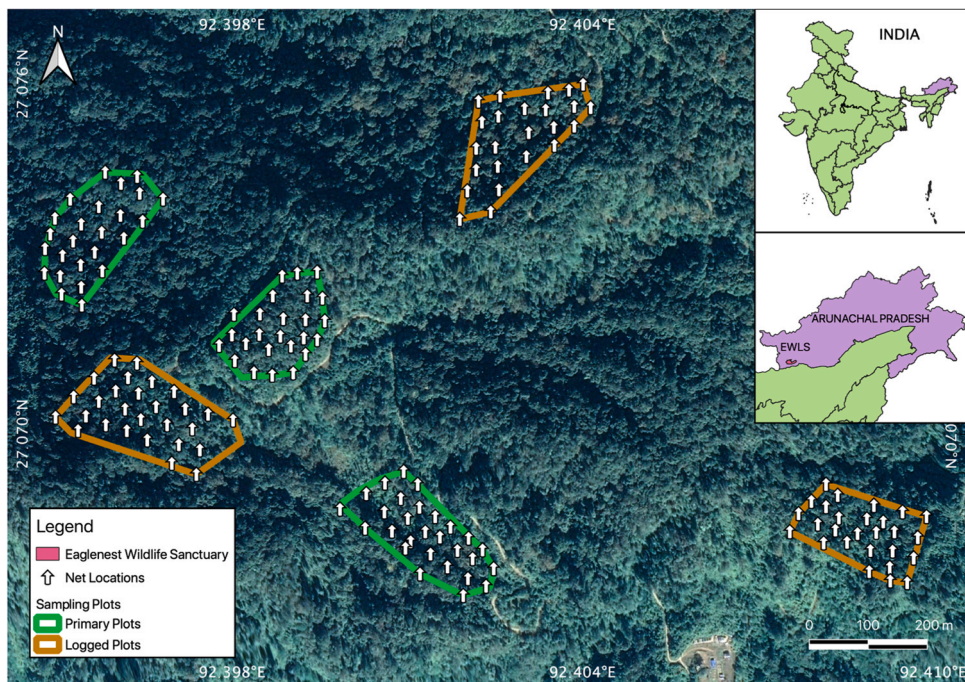 92.398°E
92.404°E
N
27.076°N
INDIA
ARUNACHAL PRADESH
EWLS
27.070°N
070°N
Legend
Eaglenest Wildlife Sanctuary
Net Locations
Sampling Plots
Primary Plots
Logged Plots
0 100 200 m
92.398°E
92.404°E
92.410°E